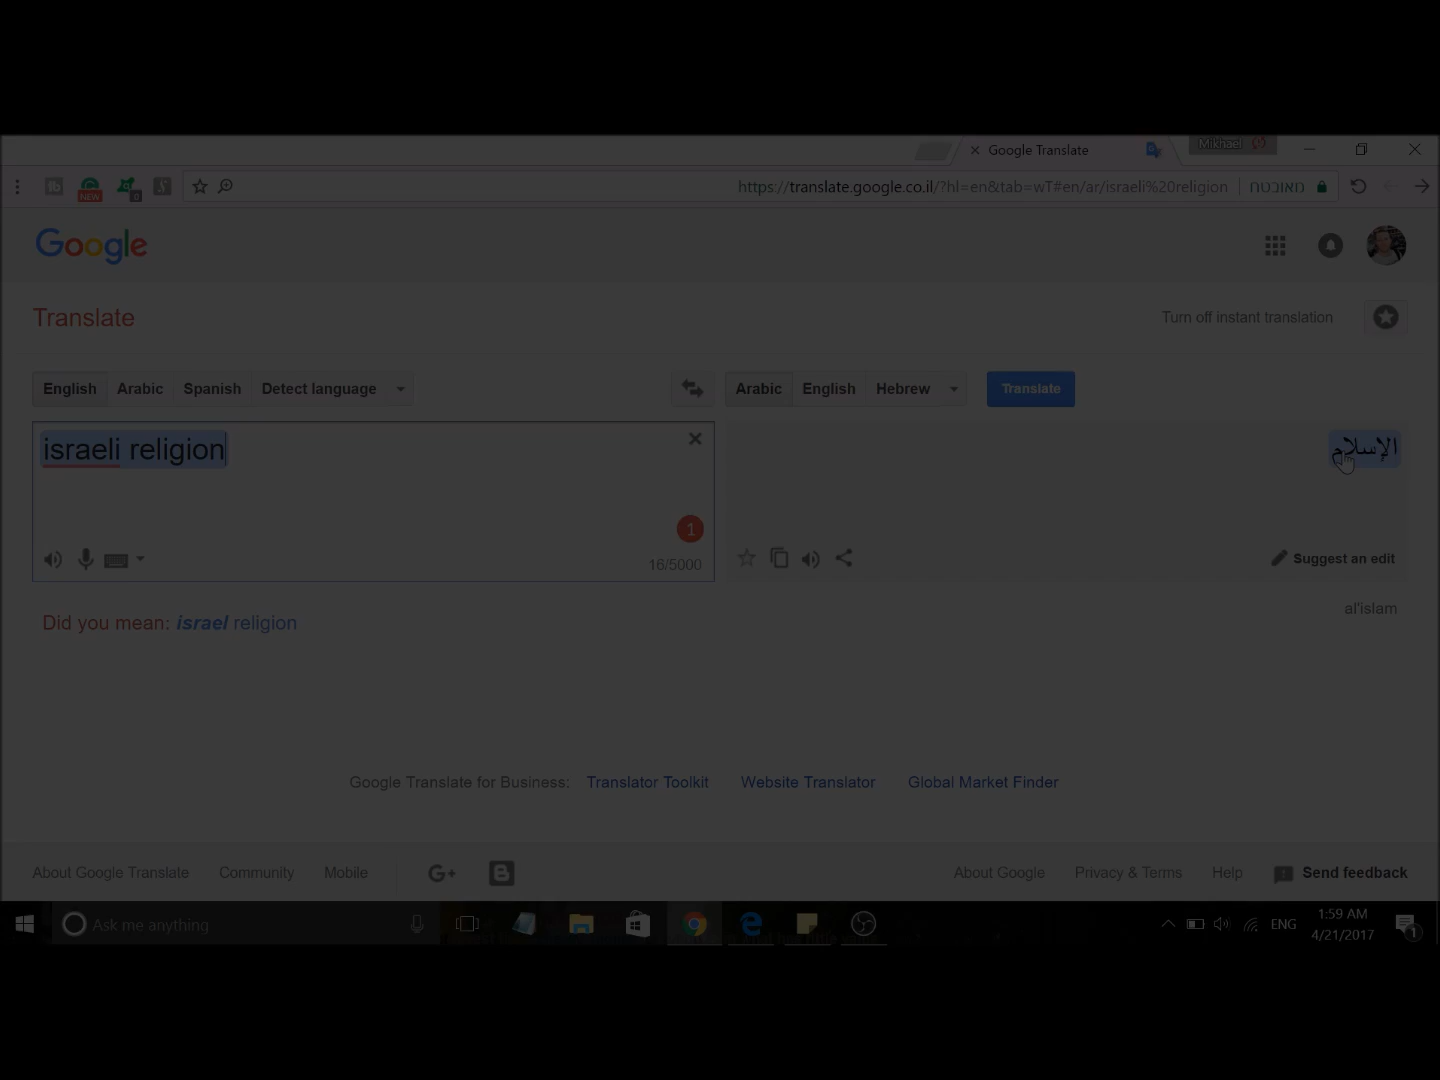 Google Translate
Mikhael
NEW
0
https://translate.google.co.il/?hl=en&tab=wT#en/ar/israeli%20religion
מאובטח
Google
Translate
Turn off instant translation
English Arabic Spanish Detect language
Arabic English Hebrew Translate
israeli religion
الإسلام
1
16/5000
Suggest an edit
Did you mean: israel religion
al'islam
Google Translate for Business: Translator Toolkit Website Translator Global Market Finder
About Google Translate Community Mobile G+ B
About Google Privacy & Terms Help Send feedback
Ask me anything
ENG
1:59 AM
4/21/2017
1